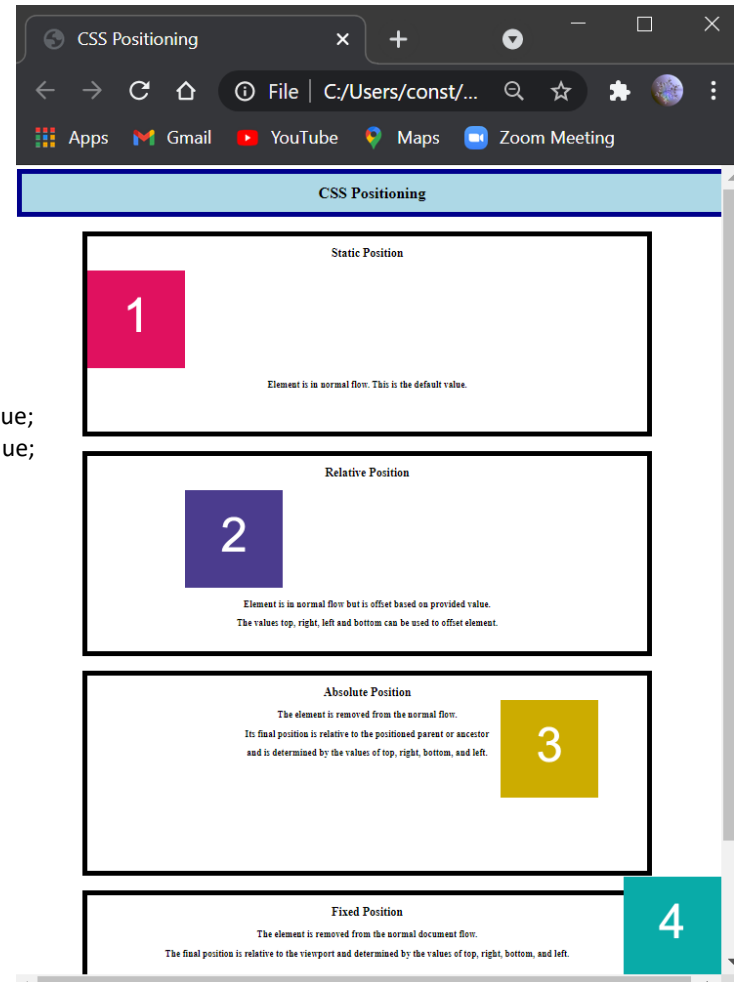 CSS Positioning
File | C:/Users/const/...
Apps Gmail YouTube Maps Zoom Meeting
CSS Positioning
Static Position
1
Element is in normal flow. This is the default value.
ue;
ue;
Relative Position
2
Element is in normal flow but is offset based on provided value.
The values top, right, left and bottom can be used to offset element.
Absolute Position
The element is removed from the normal flow.
Its final position is relative to the positioned parent or ancestor
and is determined by the values of top, right, bottom, and left.
3
Fixed Position
The element is removed from the normal document flow.
The final position is relative to the viewport and determined by the values of top, right, bottom, and left.
4